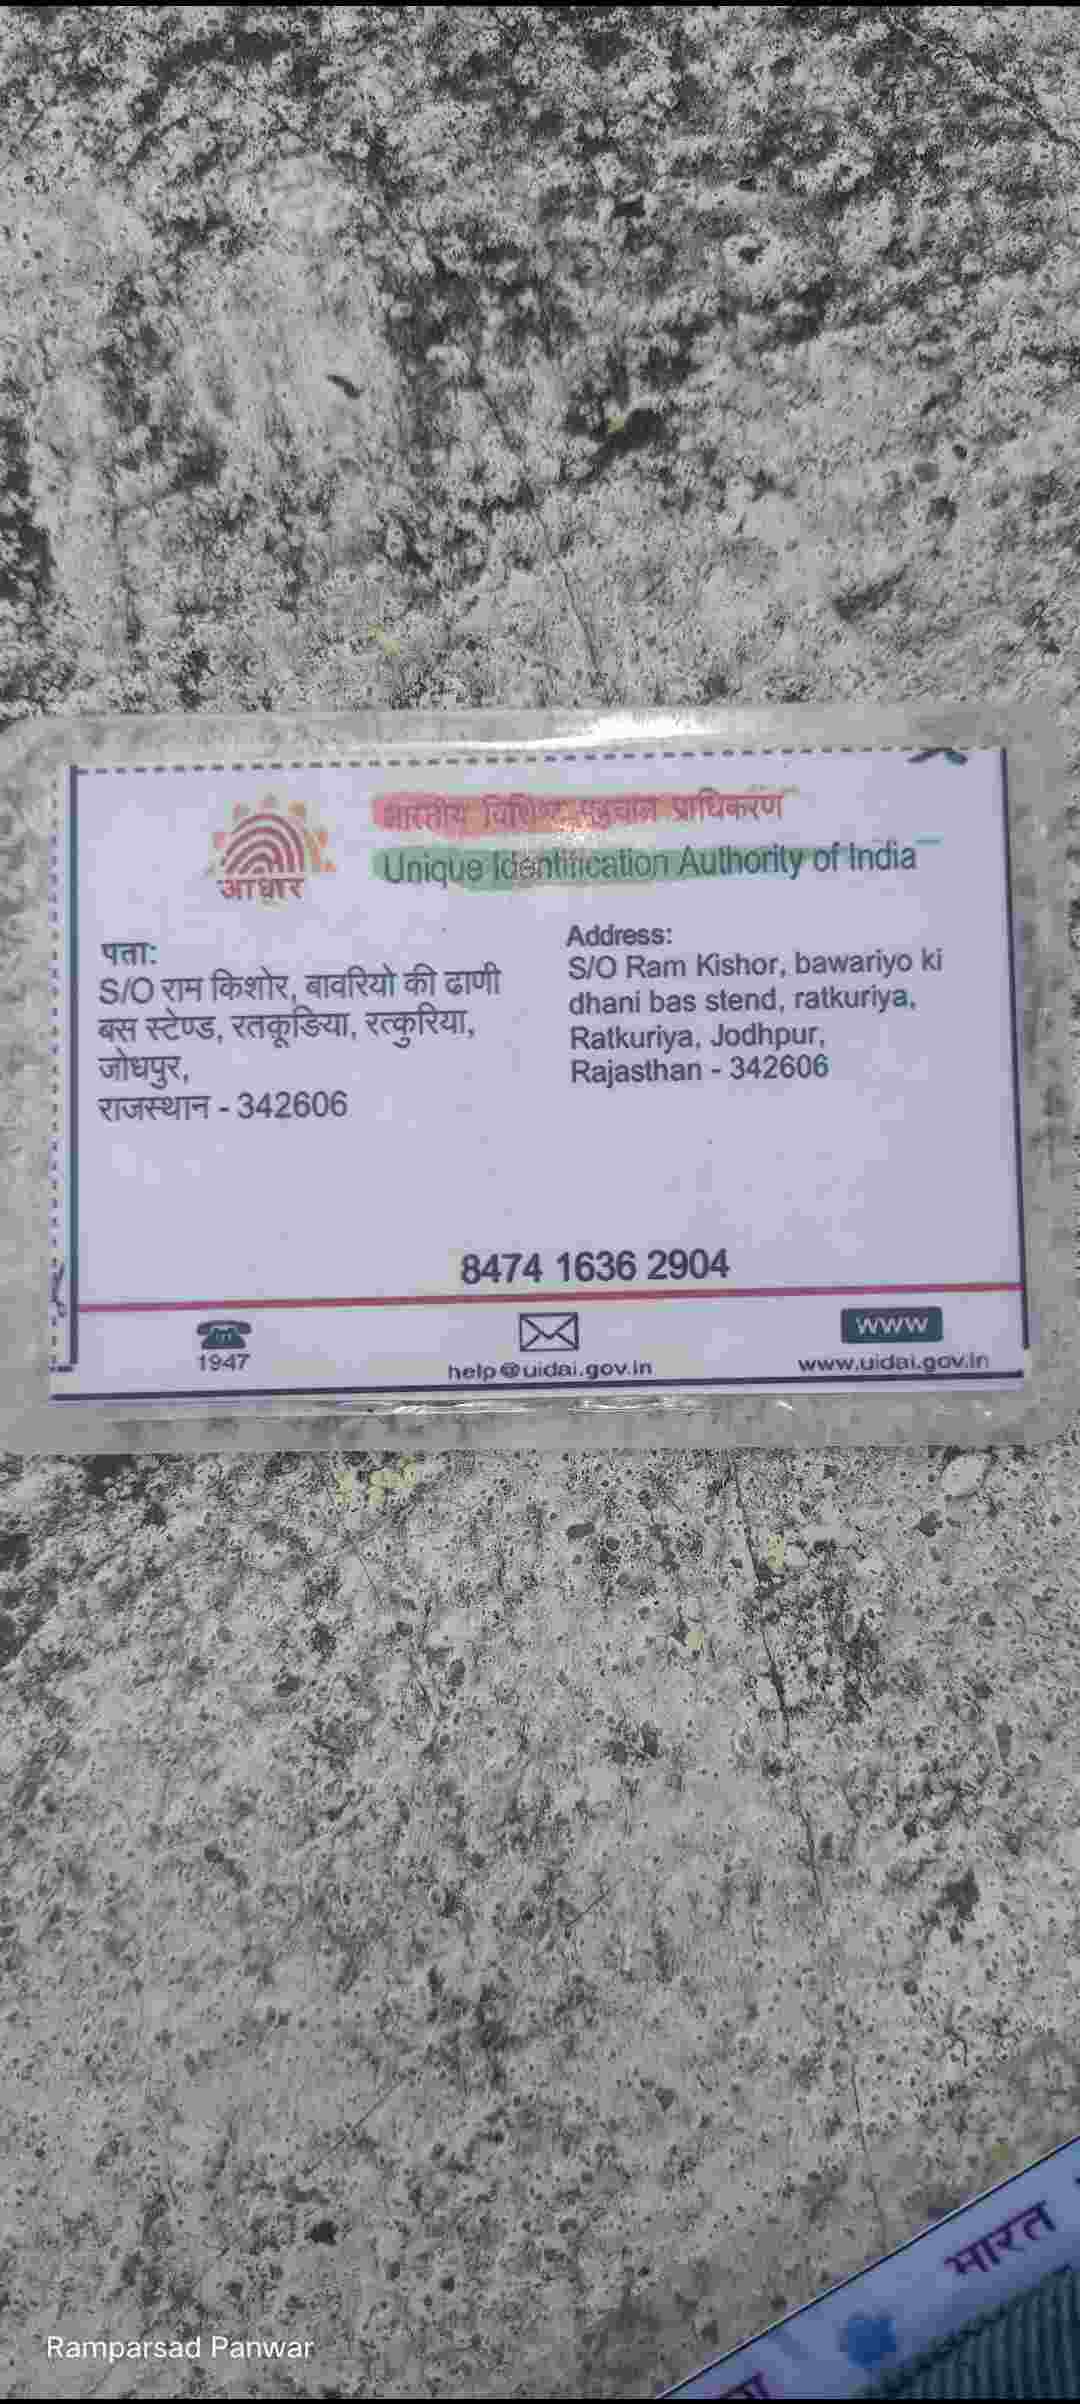 भारतीय विशिष्ट पहचान प्राधिकरण
Unique Identification Authority of India
आधार
पता:
S/O राम किशोर, बावरियो की ढाणी
बस स्टेण्ड, रतकूडिया, रत्कुरिया,
जोधपुर,
राजस्थान - 342606
Address:
S/O Ram Kishor, bawariyo ki
dhani bas stend, ratkuriya,
Ratkuriya, Jodhpur,
Rajasthan - 342606
8474 1636 2904
1947
help@uidai.gov.in
WWW
www.uidai.gov.in
भारत
Ramparsad Panwar